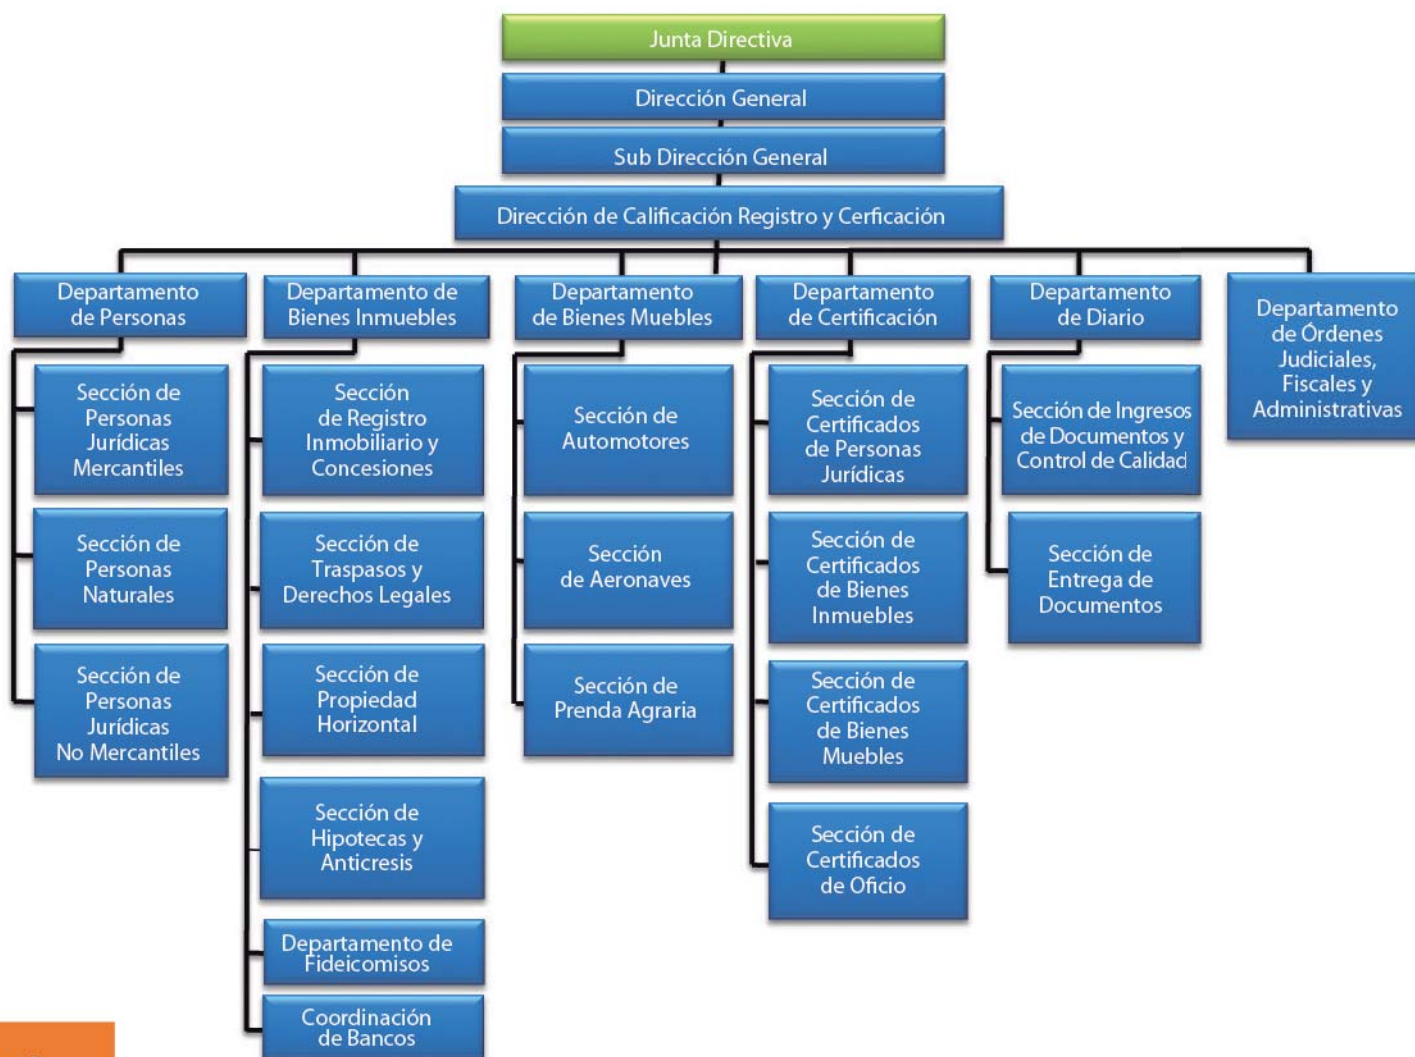 Junta Directiva
Dirección General
Sub Dirección General
Dirección de Calificación Registro y Cerficación
Departamento
de Personas
Sección de
Personas
Jurídicas
Mercantiles
Sección de
Personas
Naturales
Sección de
Personas
Jurídicas
No Mercantiles
Departamento de
Bienes Inmuebles
Sección
de Registro
Inmobiliario y
Concesiones
Sección de
Traspasos y
Derechos Legales
Sección de
Propiedad
Horizontal
Sección de
Hipotecas y
Anticresis
Departamento de
Fideicomisos
Coordinación
de Bancos
Departamento
de Bienes Muebles
Sección de
Automotores
Sección
de Aeronaves
Sección de
Prenda Agraria
Departamento
de Certificación
Sección de
Certificados
de Personas
Jurídicas
Sección de
Certificados
de Bienes
Inmuebles
Sección de
Certificados
de Bienes
Muebles
Sección de
Certificados
de Oficio
Departamento
de Diario
Sección de Ingresos
de Documentos y
Control de Calidad
Sección de
Entrega de
Documentos
Departamento
de Órdenes
Judiciales,
Fiscales y
Administrativas